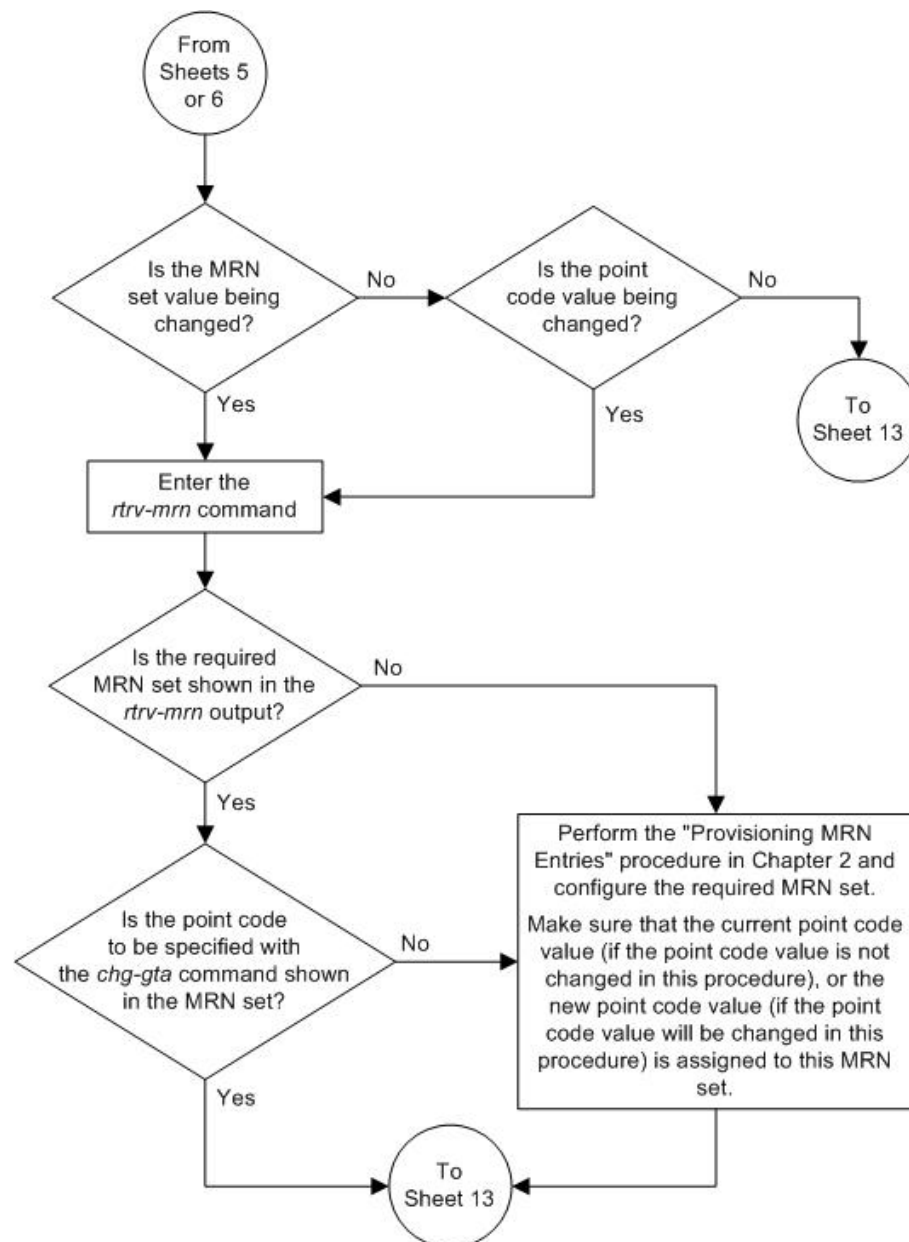 From
Sheets 5
or 6
Is the MRN
set value being
changed?
No
Is the point
code value being
changed?
No
To
Sheet 13
Yes
Yes
Enter the
rtrv-mrn command
Is the required
MRN set shown in the
rtrv-mrn output?
No
Yes
Perform the "Provisioning MRN
Entries" procedure in Chapter 2 and
configure the required MRN set.
Make sure that the current point code
value (if the point code value is not
changed in this procedure), or the
new point code value (if the point
code value will be changed in this
procedure) is assigned to this MRN
set.
Is the point code
to be specified with
the chg-gta command shown
in the MRN set?
No
Yes
To
Sheet 13